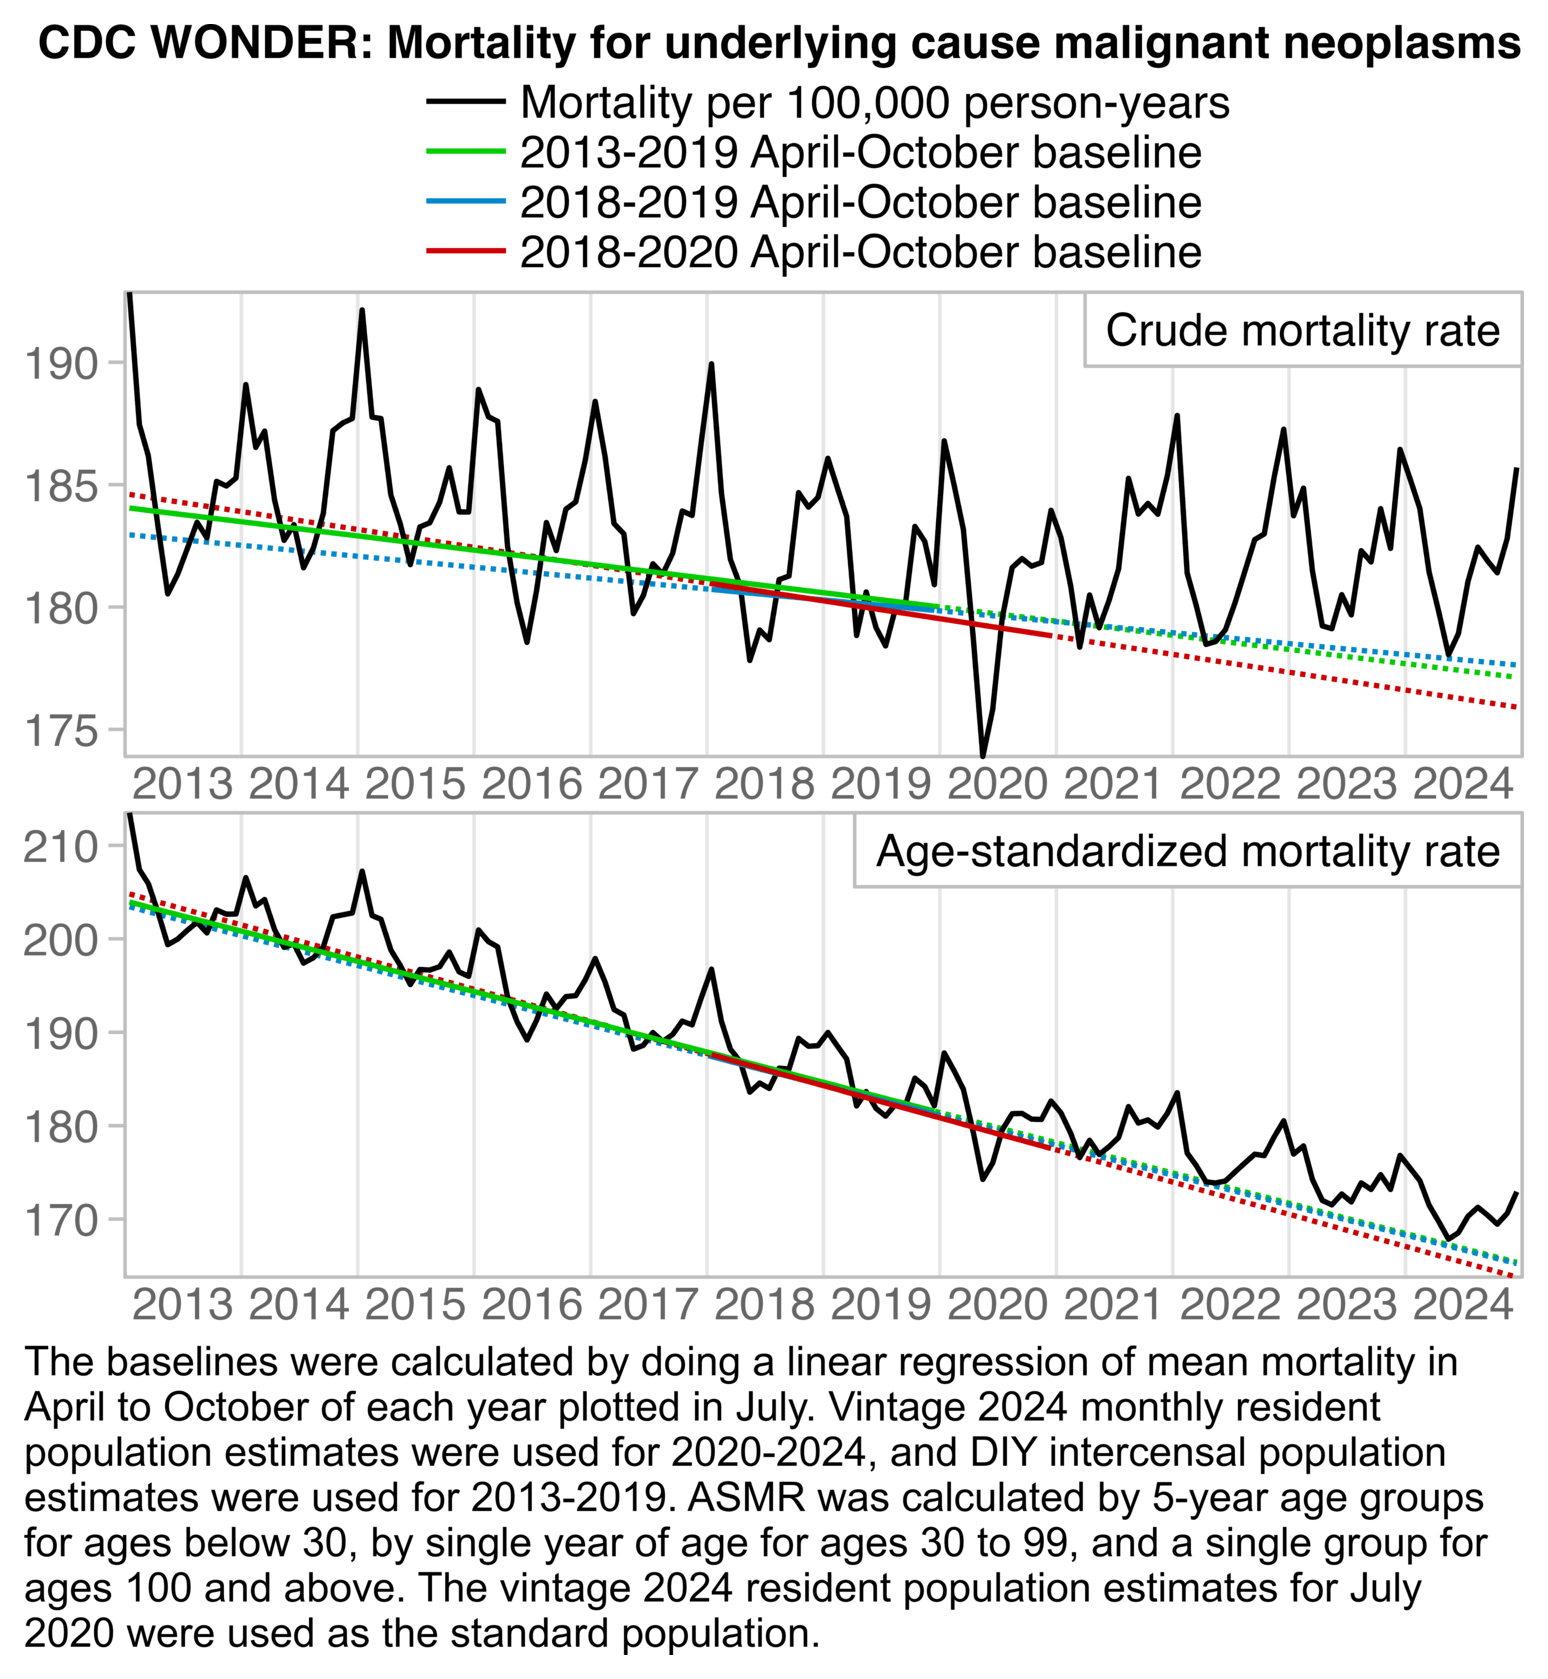 CDC WONDER: Mortality for underlying cause malignant neoplasms
Mortality per 100,000 person-years
2013-2019 April-October baseline
2018-2019 April-October baseline
2018-2020 April-October baseline
Crude mortality rate
190
185
180
175
2013 2014 2015 2016 2017 2018 2019 2020 2021 2022 2023 2024
Age-standardized mortality rate
210
200
190
180
170
2013 2014 2015 2016 2017 2018 2019 2020 2021 2022 2023 2024
The baselines were calculated by doing a linear regression of mean mortality in
April to October of each year plotted in July. Vintage 2024 monthly resident
population estimates were used for 2020-2024, and DIY intercensal population
estimates were used for 2013-2019. ASMR was calculated by 5-year age groups
for ages below 30, by single year of age for ages 30 to 99, and a single group for
ages 100 and above. The vintage 2024 resident population estimates for July
2020 were used as the standard population.